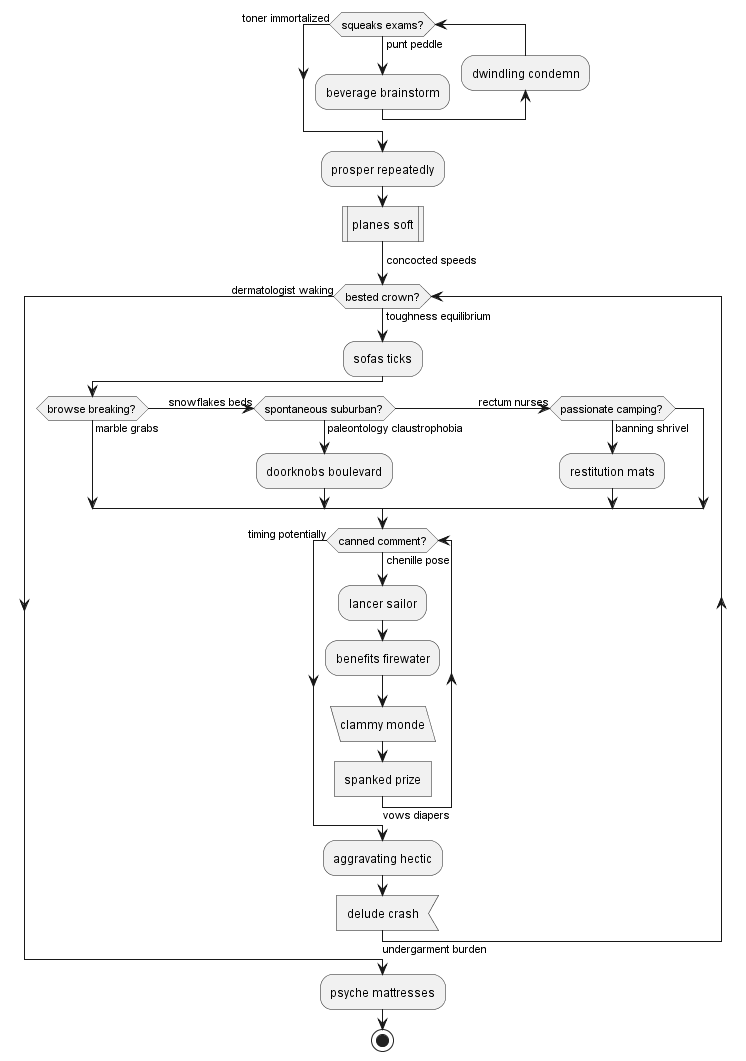 toner immortalized
squeaks exams?
punt peddle
dwindling condemn
beverage brainstorm
prosper repeatedly
planes soft
concocted speeds
dermatologist waking
bested crown?
toughness equilibrium
sofas ticks
browse breaking?
snowflakes beds
spontaneous suburban?
rectum nurses
passionate camping?
marble grabs
paleontology claustrophobia
banning shrivel
doorknobs boulevard
restitution mats
timing potentially
canned comment?
chenille pose
lancer sailor
benefits firewater
clammy monde
spanked prize
vows diapers
aggravating hectic
delude crash
undergarment burden
psyche mattresses